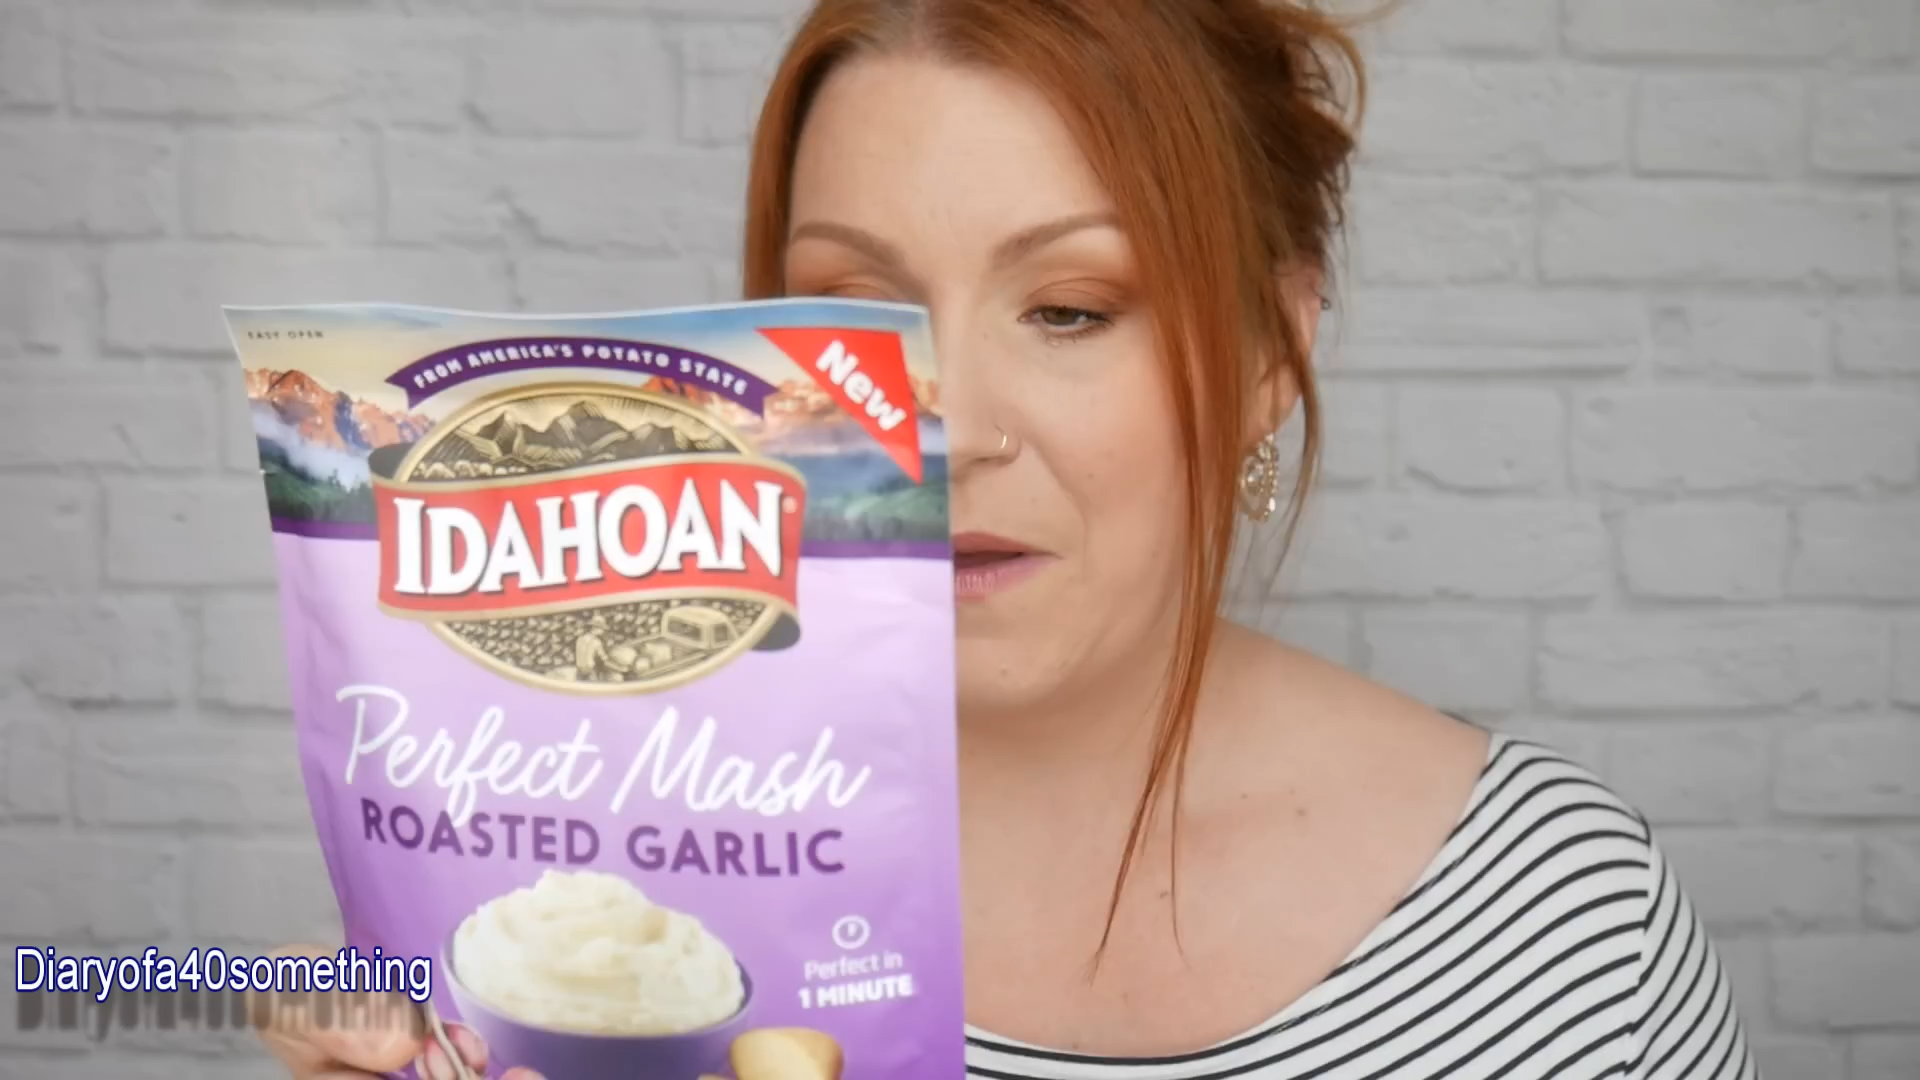 EASY OPEN
FROM AMERICA'S POTATO STATE
New
IDAHOAN®
Perfect Mash
ROASTED GARLIC
Perfect in
1 MINUTE
Diaryofa40something